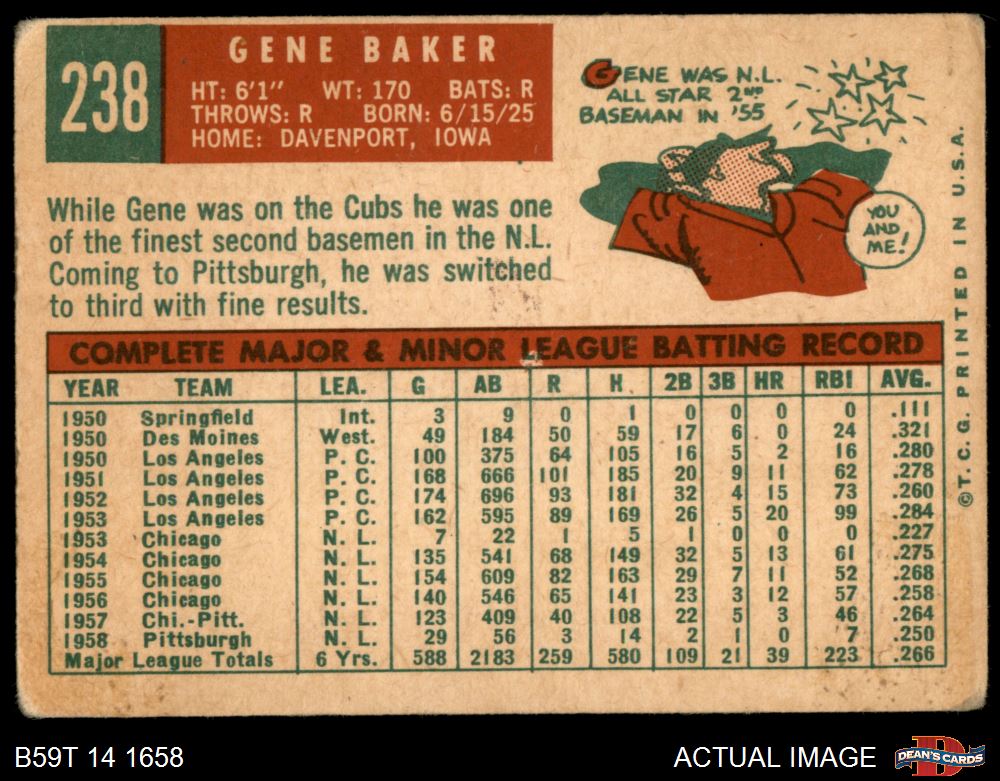 238
GENE BAKER
HT: 6'1" WT: 170 BATS: R
THROWS: R BORN: 6/15/25
HOME: DAVENPORT, IOWA
GENE WAS N.L.
ALL STAR 2ND
BASEMAN IN '55
YOU
AND
ME!
While Gene was on the Cubs he was one
of the finest second basemen in the N.L.
Coming to Pittsburgh, he was switched
to third with fine results.
COMPLETE MAJOR & MINOR LEAGUE BATTING RECORD
YEAR TEAM LEA. G AB R H 2B 3B HR RBI AVG.
1950 Springfield Int. 3 9 0 1 0 0 0 0 .111
1950 Des Moines West. 49 184 50 59 17 6 0 24 .321
1950 Los Angeles P. C. 100 375 64 105 16 5 2 16 .280
1951 Los Angeles P. C. 168 666 101 185 20 9 11 62 .278
1952 Los Angeles P. C. 174 696 93 181 32 4 15 73 .260
1953 Los Angeles P. C. 162 595 89 169 26 5 20 99 .284
1953 Chicago N. L. 7 22 1 5 1 0 0 0 .227
1954 Chicago N. L. 135 541 68 149 32 5 13 61 .275
1955 Chicago N. L. 154 609 82 163 29 7 11 52 .268
1956 Chicago N. L. 140 546 65 141 23 3 12 57 .258
1957 Chi.-Pitt. N. L. 123 409 40 108 22 5 3 46 .264
1958 Pittsburgh N. L. 29 56 3 14 2 1 0 7 .250
Major League Totals 6 Yrs. 588 2183 259 580 109 21 39 223 .266
©T.C.G. PRINTED IN U.S.A.
B59T 14 1658
ACTUAL IMAGE
D
DEAN'S CARDS